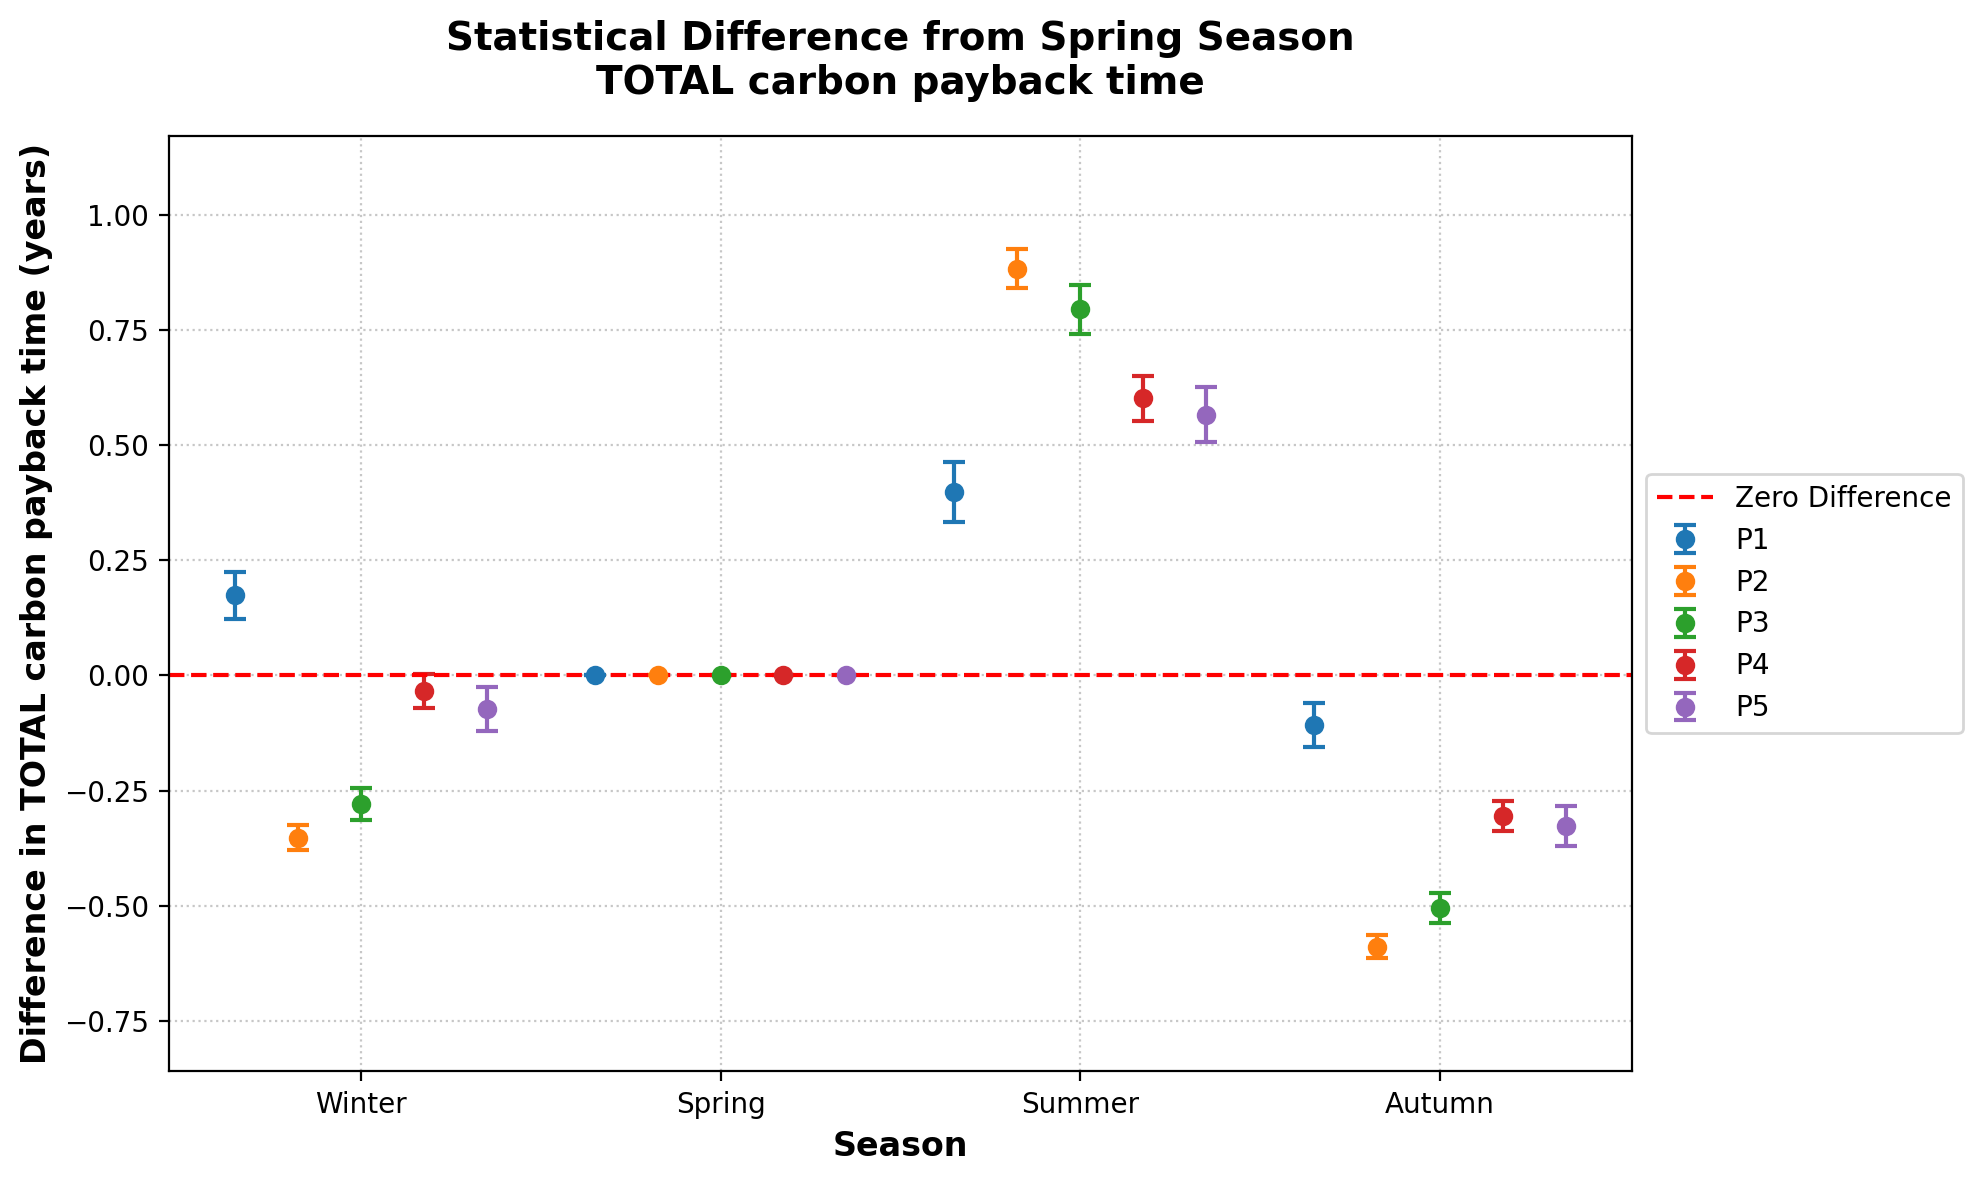 Statistical Difference from Spring Season
TOTAL carbon payback time
Difference in TOTAL carbon payback time (years)
1.00
0.75
0.50
0.25
0.00
−0.25
−0.50
−0.75
Winter
Spring
Summer
Autumn
Season
Zero Difference
P1
P2
P3
P4
P5